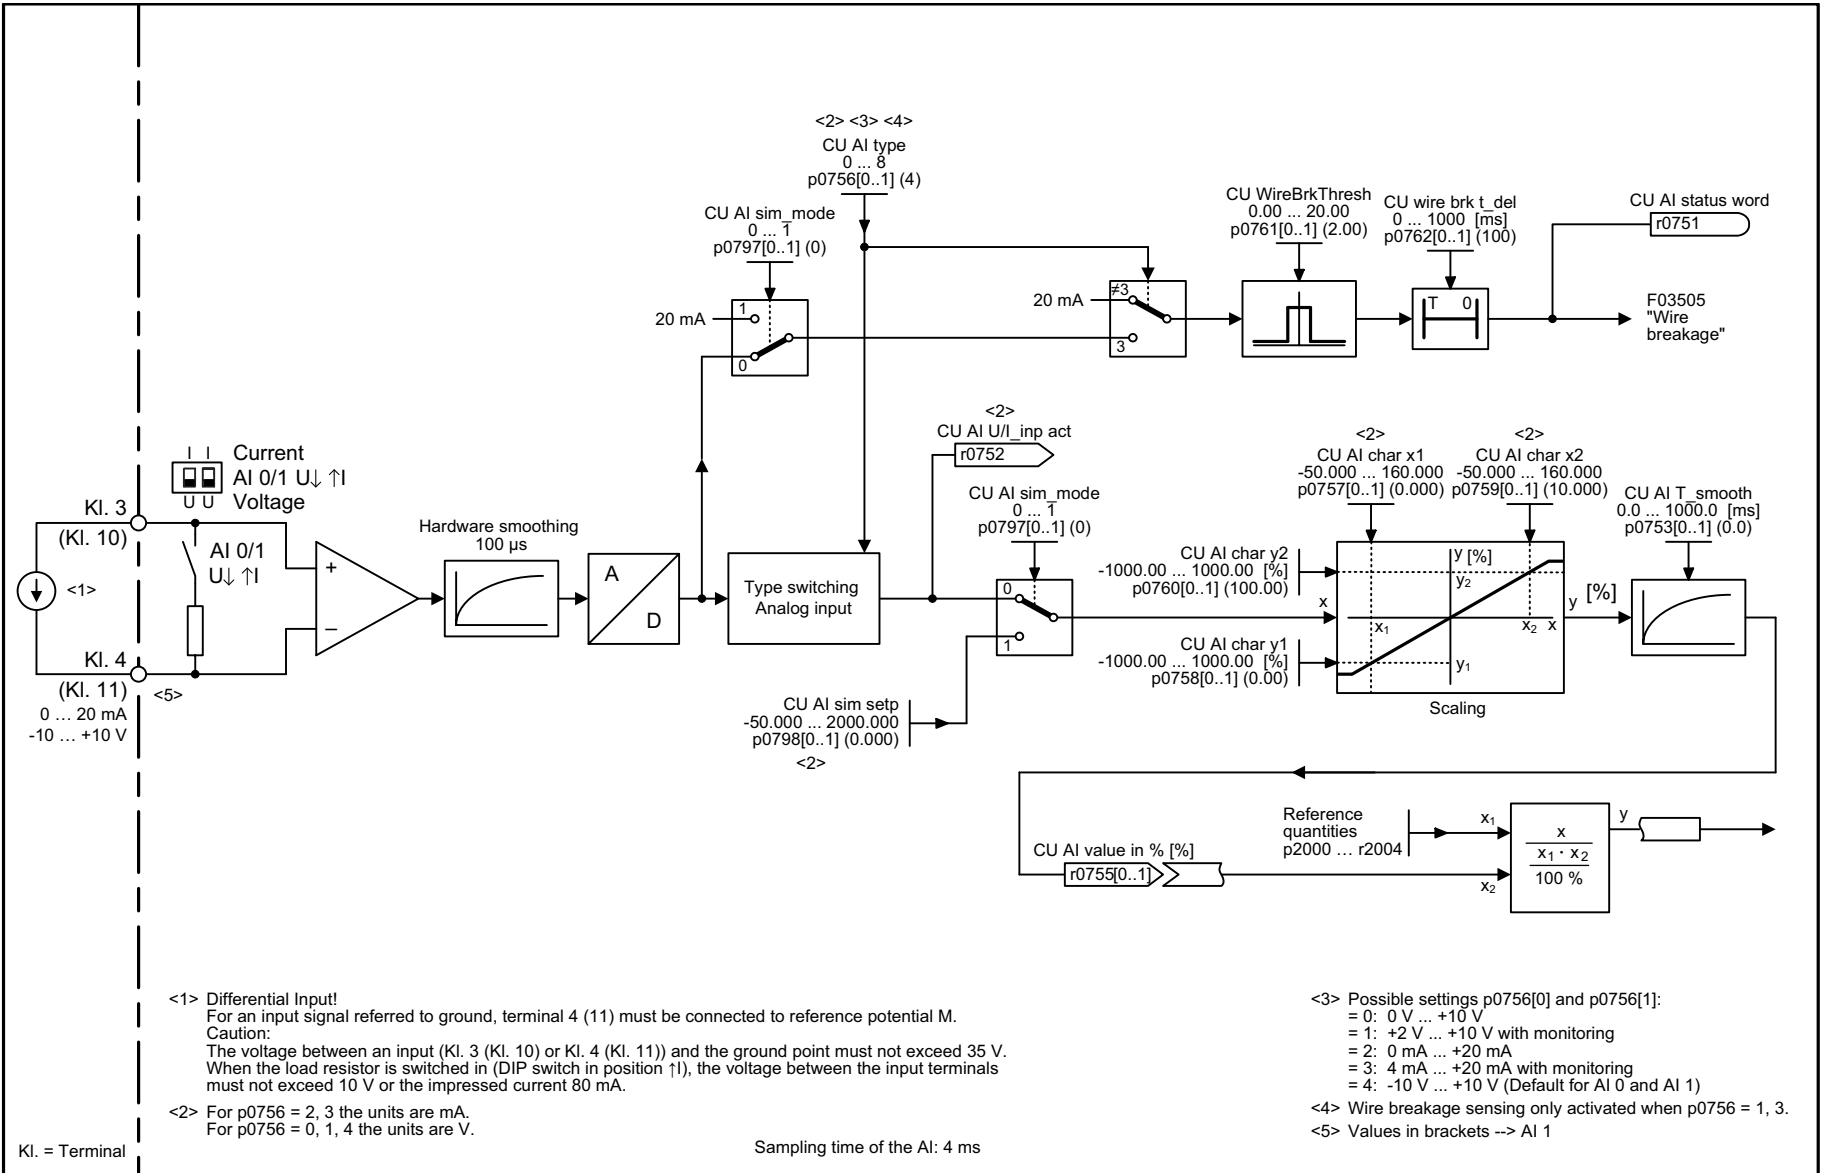 <2> <3> <4>
CU AI type
0 ... 8
p0756[0..1] (4)
CU AI sim_mode
0 ... 1
p0797[0..1] (0)
20 mA
1
0
20 mA
≠3
3
CU WireBrkThresh
0.00 ... 20.00
p0761[0..1] (2.00)
CU wire brk t_del
0 ... 1000 [ms]
p0762[0..1] (100)
T 0
CU AI status word
r0751
F03505
"Wire
breakage"
I I
Current
AI 0/1 U↓ ↑I
U U
Voltage
Kl. 3
(Kl. 10)
<1>
AI 0/1
U↓ ↑I
Kl. 4
(Kl. 11)
<5>
0 … 20 mA
-10 … +10 V
+
–
Hardware smoothing
100 µs
A
D
Type switching
Analog input
<2>
CU AI U/I_inp act
r0752
CU AI sim_mode
0 ... 1
p0797[0..1] (0)
0
1
CU AI sim setp
-50.000 ... 2000.000
p0798[0..1] (0.000)
<2>
<2>
CU AI char x1
-50.000 ... 160.000
p0757[0..1] (0.000)
<2>
CU AI char x2
-50.000 ... 160.000
p0759[0..1] (10.000)
CU AI T_smooth
0.0 ... 1000.0 [ms]
p0753[0..1] (0.0)
CU AI char y2
-1000.00 ... 1000.00 [%]
p0760[0..1] (100.00)
x
CU AI char y1
-1000.00 ... 1000.00 [%]
p0758[0..1] (0.00)
y [%]
y2
x1
x2 x
y1
y [%]
Scaling
CU AI value in % [%]
r0755[0..1]
Reference
quantities
p2000 … r2004
x1
x2
x
x1 · x2
100 %
y
<1> Differential Input!
For an input signal referred to ground, terminal 4 (11) must be connected to reference potential M.
Caution:
The voltage between an input (Kl. 3 (Kl. 10) or Kl. 4 (Kl. 11)) and the ground point must not exceed 35 V.
When the load resistor is switched in (DIP switch in position ↑I), the voltage between the input terminals
must not exceed 10 V or the impressed current 80 mA.
<2> For p0756 = 2, 3 the units are mA.
For p0756 = 0, 1, 4 the units are V.
<3> Possible settings p0756[0] and p0756[1]:
= 0: 0 V ... +10 V
= 1: +2 V ... +10 V with monitoring
= 2: 0 mA ... +20 mA
= 3: 4 mA ... +20 mA with monitoring
= 4: -10 V ... +10 V (Default for AI 0 and AI 1)
<4> Wire breakage sensing only activated when p0756 = 1, 3.
<5> Values in brackets --> AI 1
Kl. = Terminal
Sampling time of the AI: 4 ms